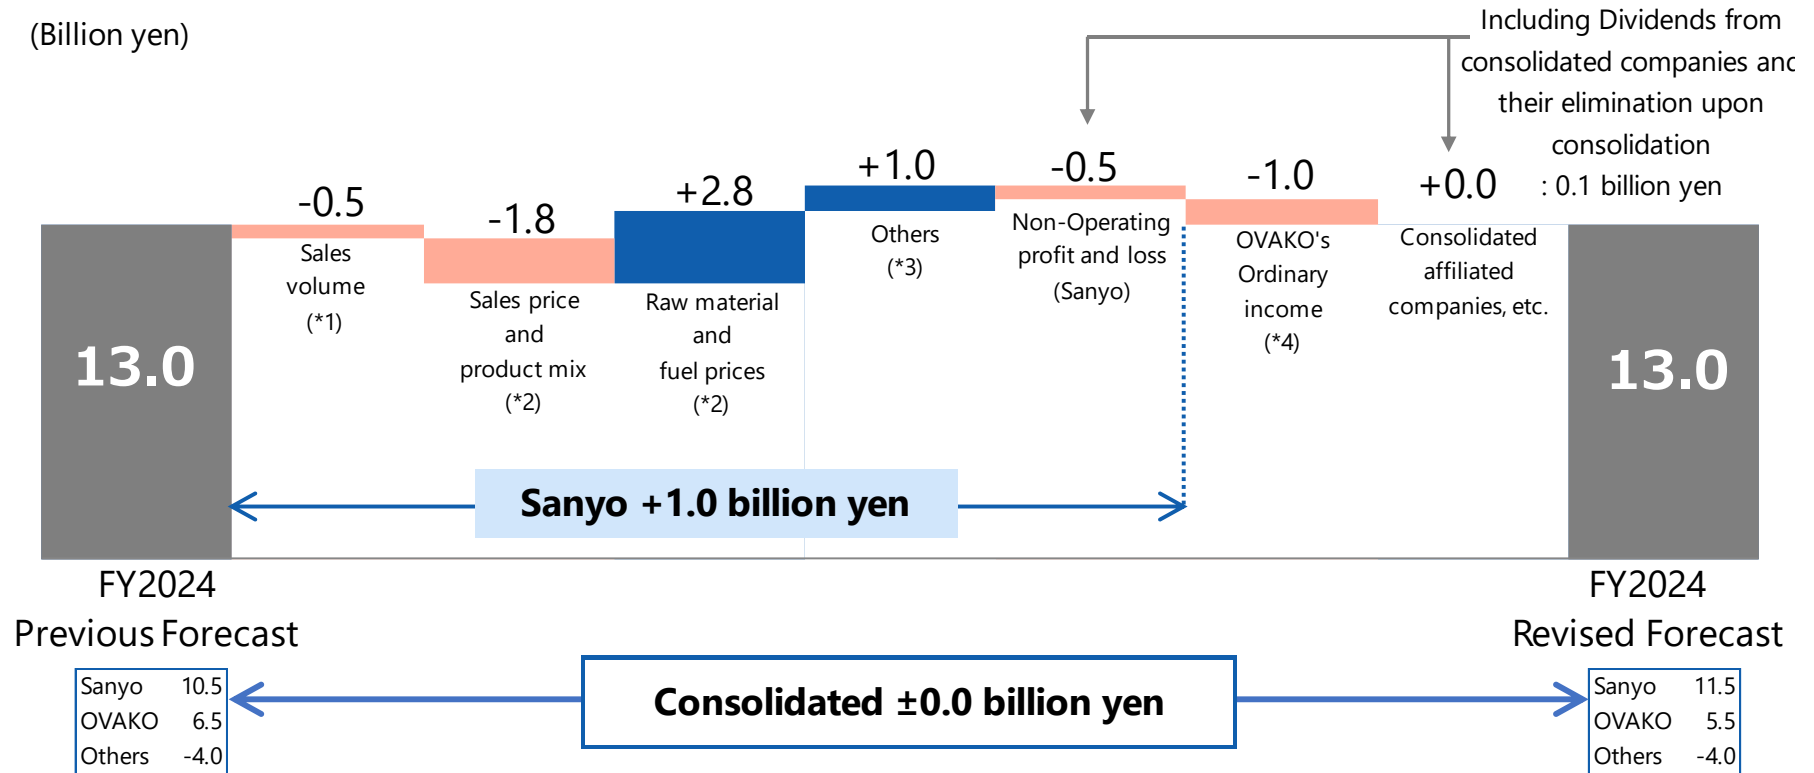 (Billion yen)
Including Dividends from
consolidated companies and
their elimination upon
consolidation
: 0.1 billion yen
-0.5
-1.8
+2.8
+1.0
-0.5
-1.0
+0.0
Sales
volume
(*1)
Sales price
and
product mix
(*2)
Raw material
and
fuel prices
(*2)
Others
(*3)
Non-Operating
profit and loss
(Sanyo)
OVAKO's
Ordinary
income
(*4)
Consolidated
affiliated
companies, etc.
13.0
13.0
Sanyo +1.0 billion yen
FY2024
Previous Forecast
FY2024
Revised Forecast
Sanyo 10.5
OVAKO 6.5
Others -4.0
Consolidated ±0.0 billion yen
Sanyo 11.5
OVAKO 5.5
Others -4.0